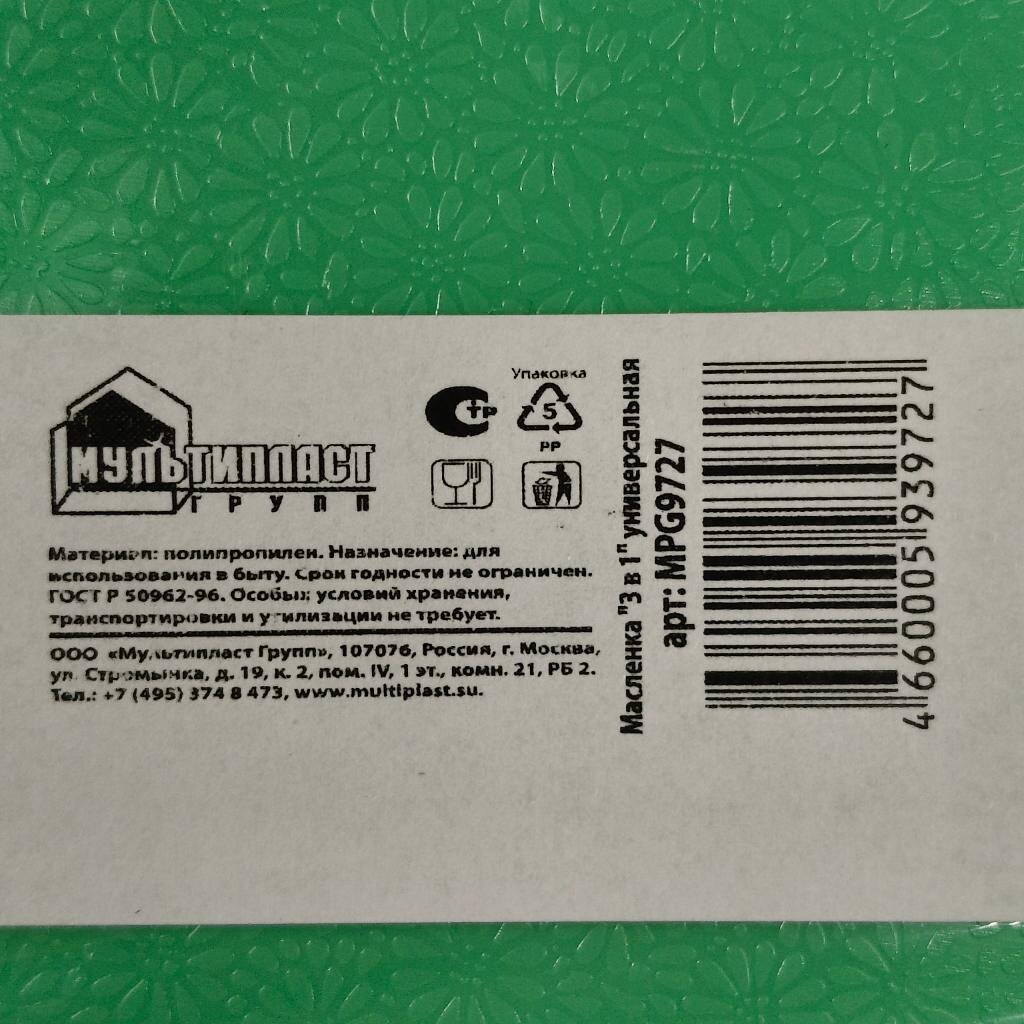 МУЛЬТИПЛАСТ
ГРУПП
СТР
Упаковка
5
PP
Материал: полипропилен. Назначение: для
использования в быту. Срок годности не ограничен.
ГОСТ Р 50962-96. Особых условий хранения,
транспортировки и утилизации не требует.
ООО «Мультипласт Групп», 107076, Россия, г. Москва,
ул. Стромынка, д. 19, к. 2, пом. IV, 1 эт., комн. 21, РБ 2.
Тел.: +7 (495) 374 8 473, www.multiplast.su.
Масленка "3 в 1" универсальная
арт: MPG9727
4 660005 939727